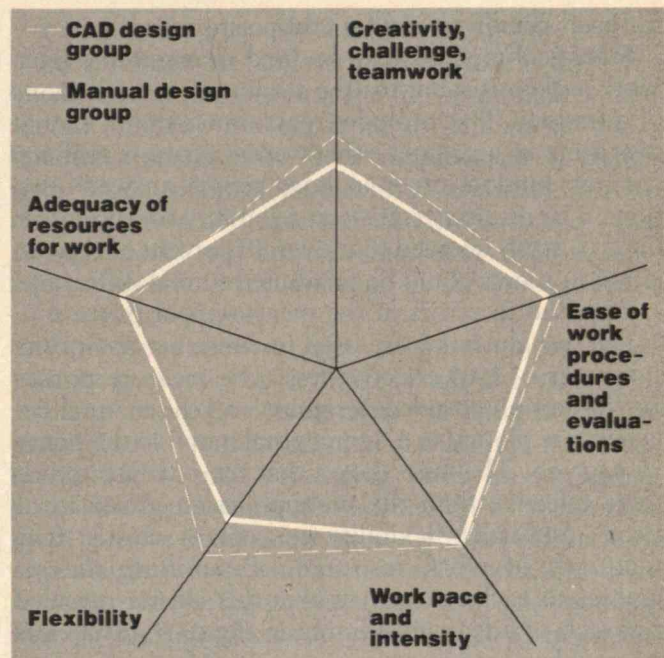 CAD design
group
Manual design
group
Creativity,
challenge,
teamwork
Adequacy of
resources
for work
Ease of
work
proce-
dures
and
evalua-
tions
Flexibility
Work pace
and
intensity